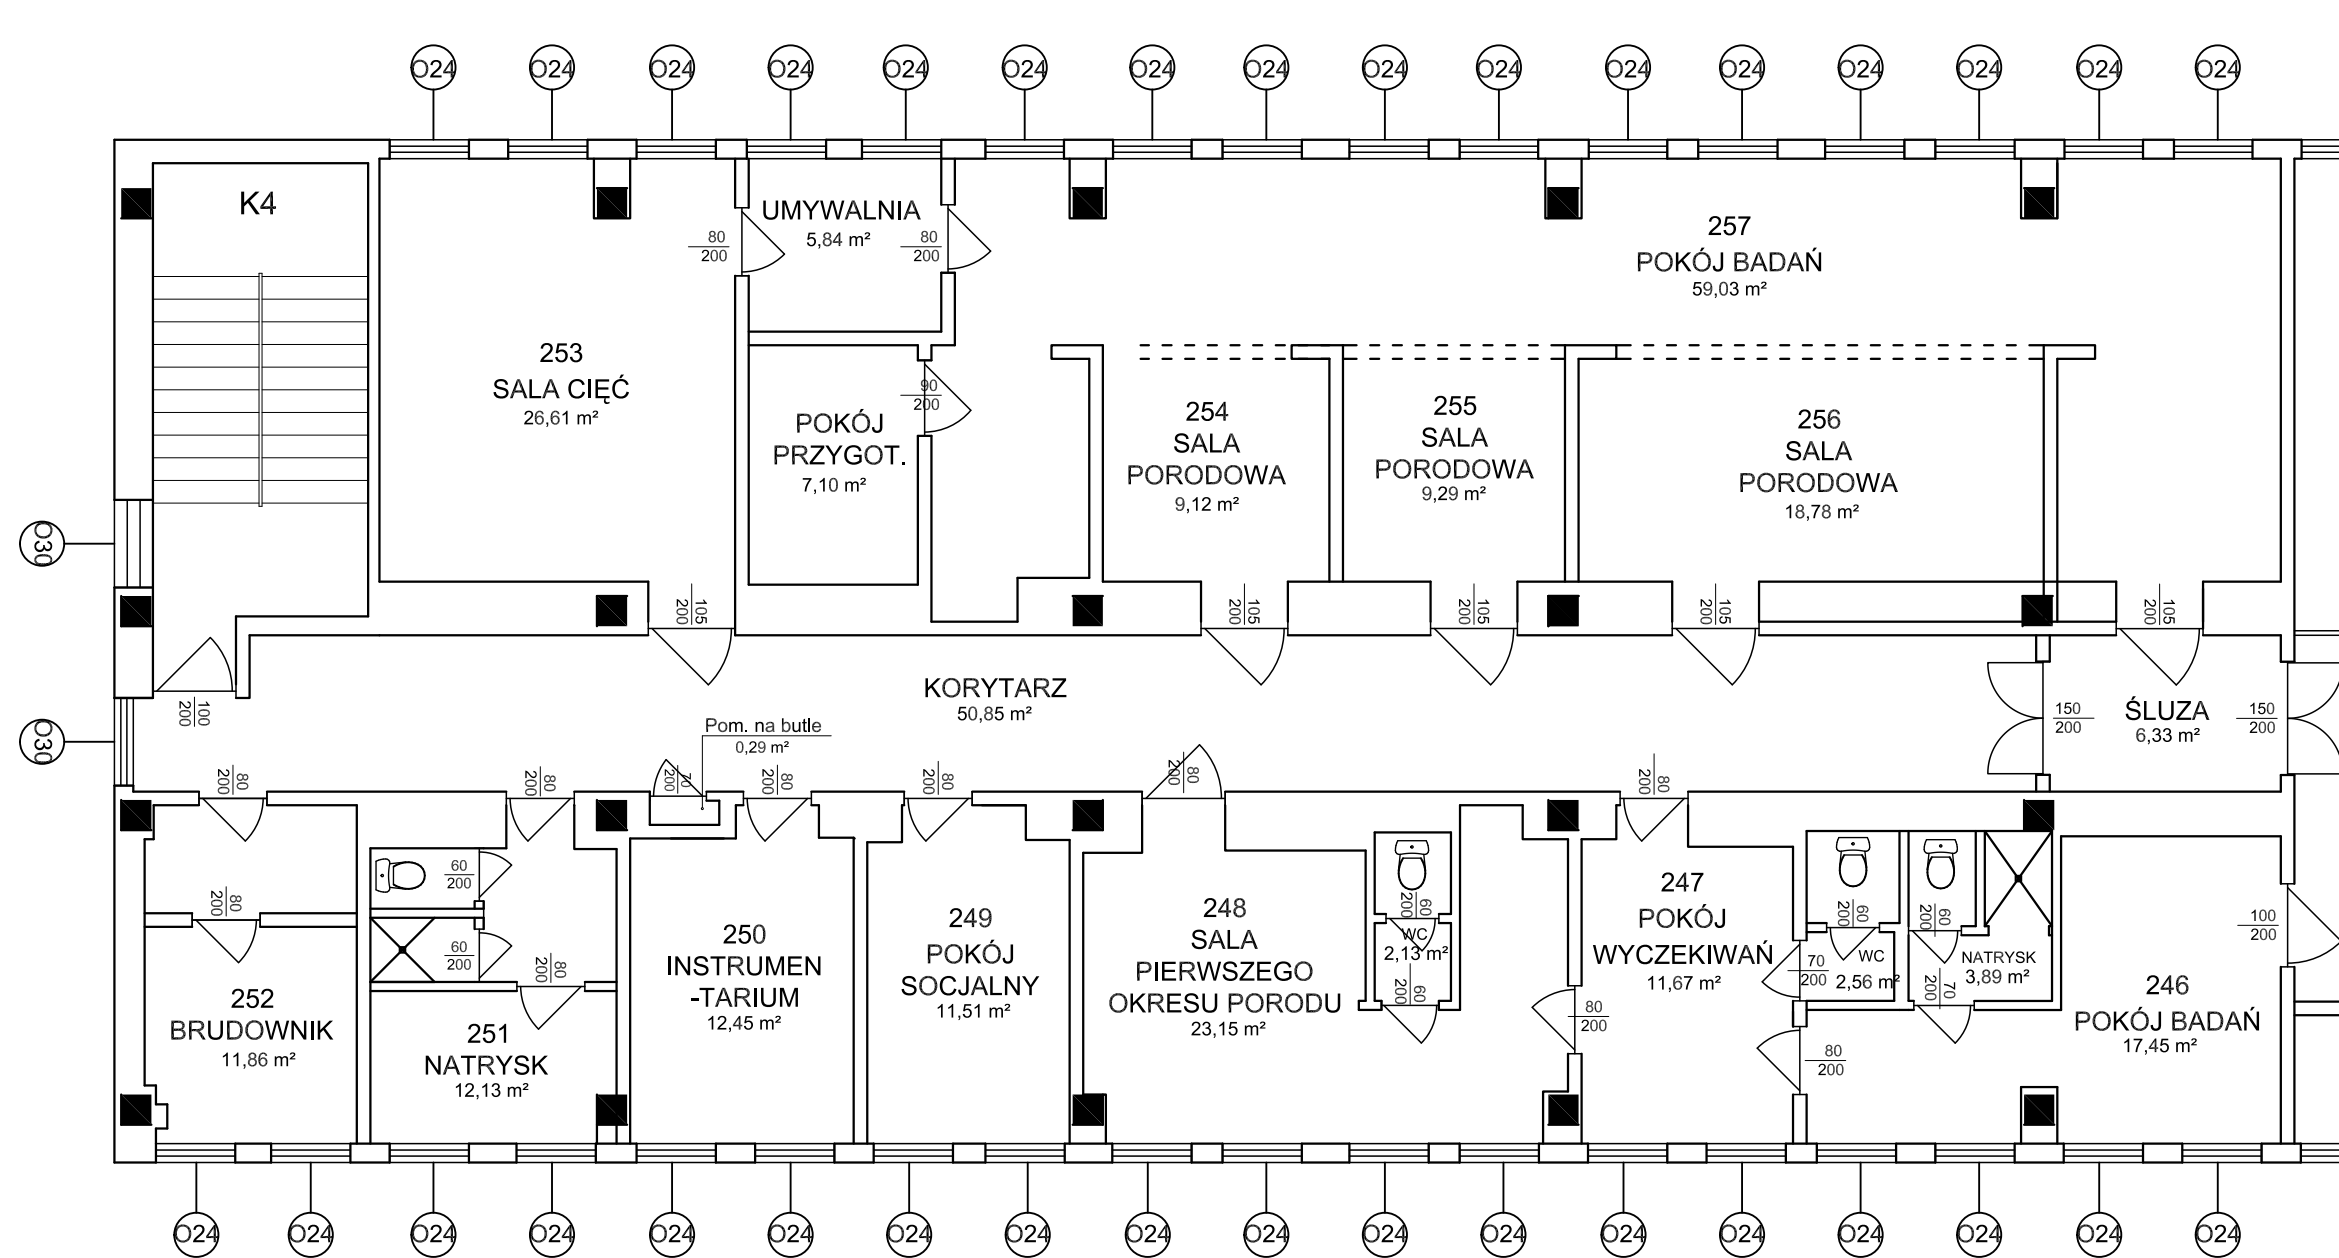 O24 O24 O24 O24 O24 O24 O24 O24 O24 O24 O24 O24 O24 O24 O24 O24
K4
UMYWALNIA
5,84 m²
80
200
80
200
257
POKÓJ BADAŃ
59,03 m²
253
SALA CIĘĆ
26,61 m²
90
200
POKÓJ
PRZYGOT.
7,10 m²
254
SALA
PORODOWA
9,12 m²
255
SALA
PORODOWA
9,29 m²
256
SALA
PORODOWA
18,78 m²
O30
105
200
105
200
105
200
105
200
105
200
100
200
KORYTARZ
50,85 m²
150
200
ŚLUZA
6,33 m²
150
200
O30
Pom. na butle
0,29 m²
80
200
80
200
70
200
80
200
80
200
80
200
80
200
60
200
80
200
60
200
80
200
252
BRUDOWNIK
11,86 m²
251
NATRYSK
12,13 m²
250
INSTRUMEN
-TARIUM
12,45 m²
249
POKÓJ
SOCJALNY
11,51 m²
248
SALA
PIERWSZEGO
OKRESU PORODU
23,15 m²
60
200
WC
2,13 m²
60
200
80
200
247
POKÓJ
WYCZEKIWAŃ
11,67 m²
60
200
WC
2,56 m²
70
200
80
200
60
200
NATRYSK
3,89 m²
70
200
100
200
246
POKÓJ BADAŃ
17,45 m²
O24 O24 O24 O24 O24 O24 O24 O24 O24 O24 O24 O24 O24 O24 O24 O24 O24 O24